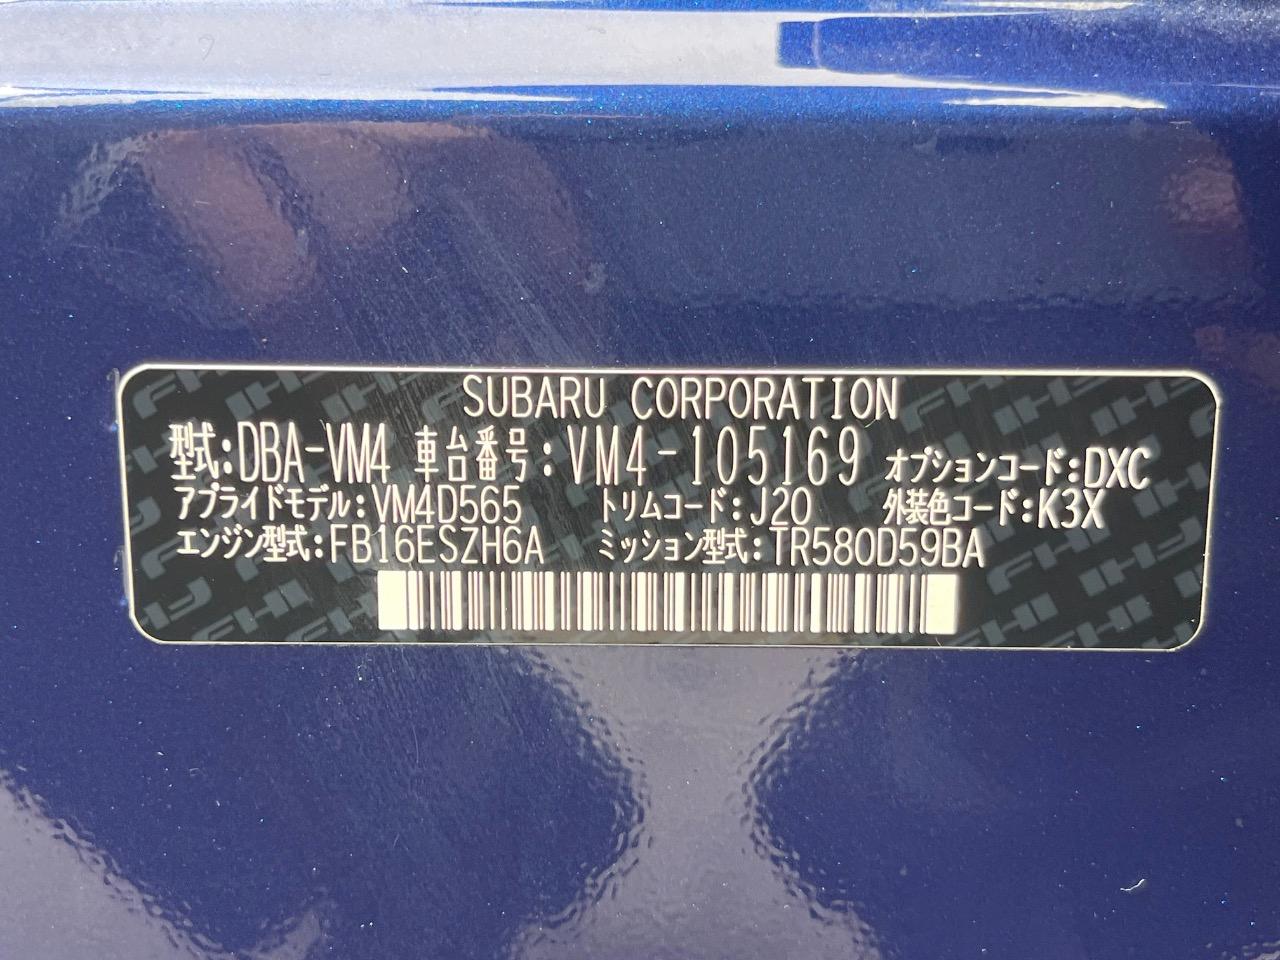 SUBARU CORPORATION
型式:DBA-VM4 車台番号:VM4-105169 オプションコード:DXC
アプライドモデル:VM4D565 トリムコード:J20 外装色コード:K3X
エンジン型式:FB16ESZH6A ミッション型式:TR580D59BA